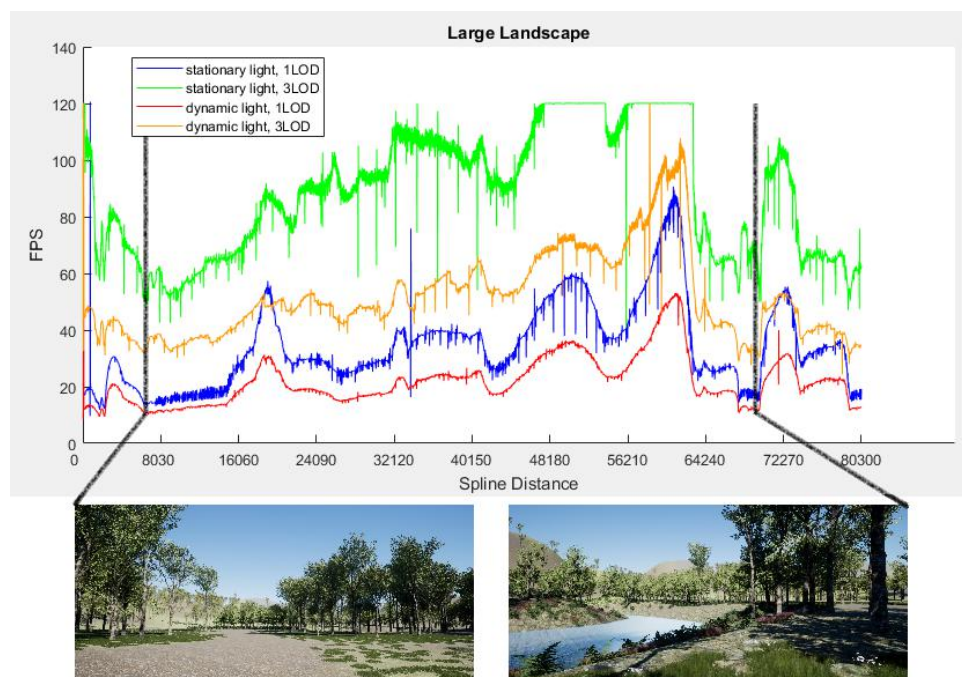 Large Landscape
140
120
100
80
60
40
20
0
FPS
stationary light, 1LOD
stationary light, 3LOD
dynamic light, 1LOD
dynamic light, 3LOD
0 8030 16060 24090 32120 40150 48180 56210 64240 72270 80300
Spline Distance